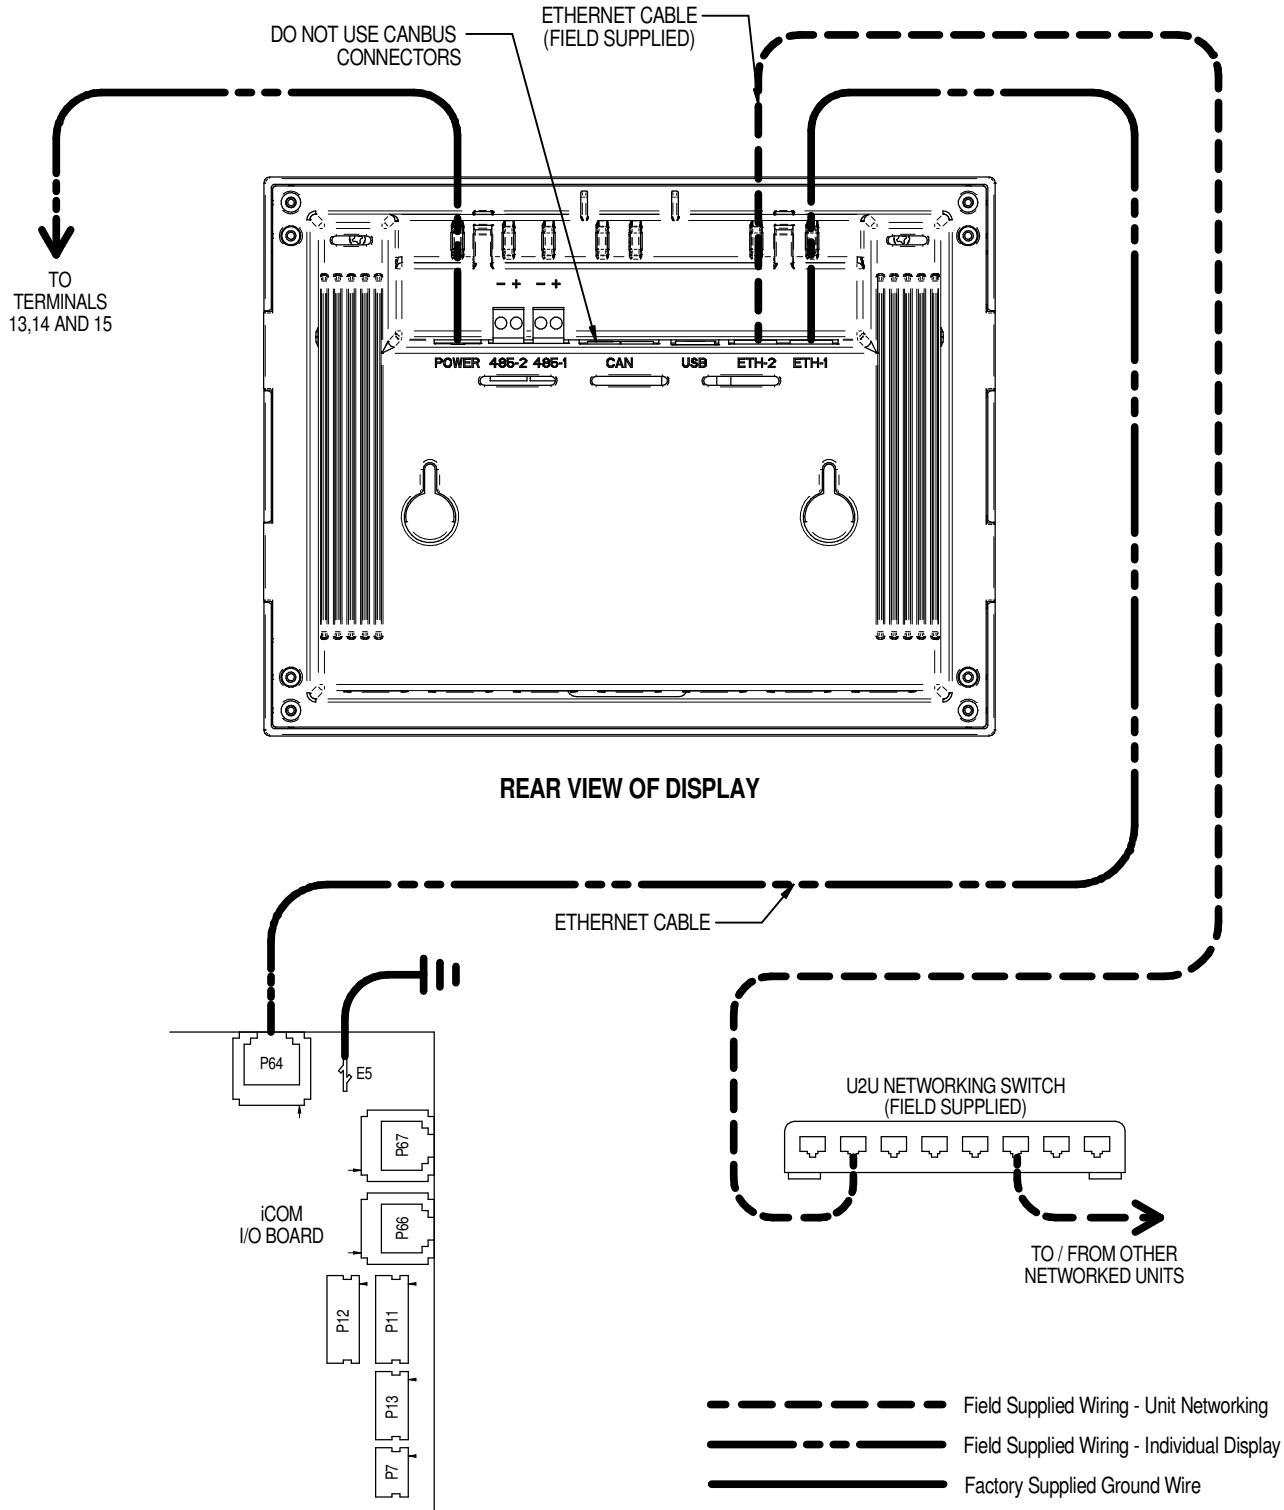 ETHERNET CABLE
(FIELD SUPPLIED)
DO NOT USE CANBUS
CONNECTORS
TO
TERMINALS
13,14 AND 15
- + - +
POWER 485-2 485-1 CAN USB ETH-2 ETH-1
REAR VIEW OF DISPLAY
ETHERNET CABLE
P64
E5
P67
P66
iCOM
I/O BOARD
P12
P11
P13
P7
U2U NETWORKING SWITCH
(FIELD SUPPLIED)
TO / FROM OTHER
NETWORKED UNITS
Field Supplied Wiring - Unit Networking
Field Supplied Wiring - Individual Display
Factory Supplied Ground Wire